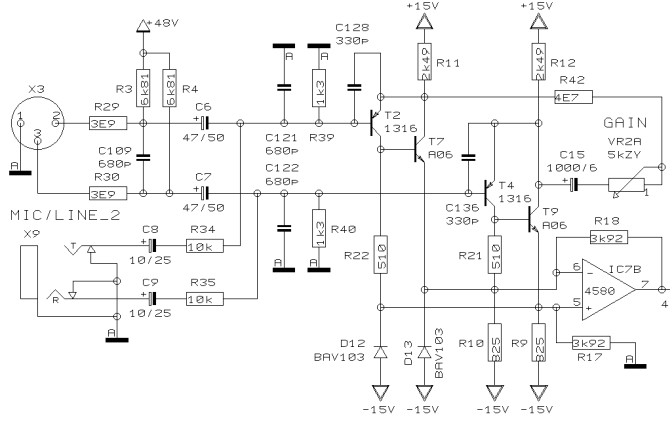 +15V
+15V
+48V
C128
330p
R11
2k49
R12
2k49
A
A
X3
R3
6k81
R4
6k81
R42
4E7
1
2
3
R29
3E9
C6
+
47/50
1k3
T2
1316
GAIN
VR2A
5kZY
C109
680p
C121
680p
R39
T7
A06
C15
1000/6
+
1
A
R30
3E9
C7
+
47/50
C122
680p
T4
1316
C136
330p
T9
A06
MIC/LINE_2
X9
C8
R34
10k
T
+
10/25
1k3
R40
R18
3k92
R22
510
R21
510
C9
R35
10k
R
+
10/25
A
A
6
-
IC7B
4580
7
5
+
4
A
D12
BAV103
D13
BAV103
R10
825
R9
825
3k92
R17
A
-15V
-15V
-15V
-15V